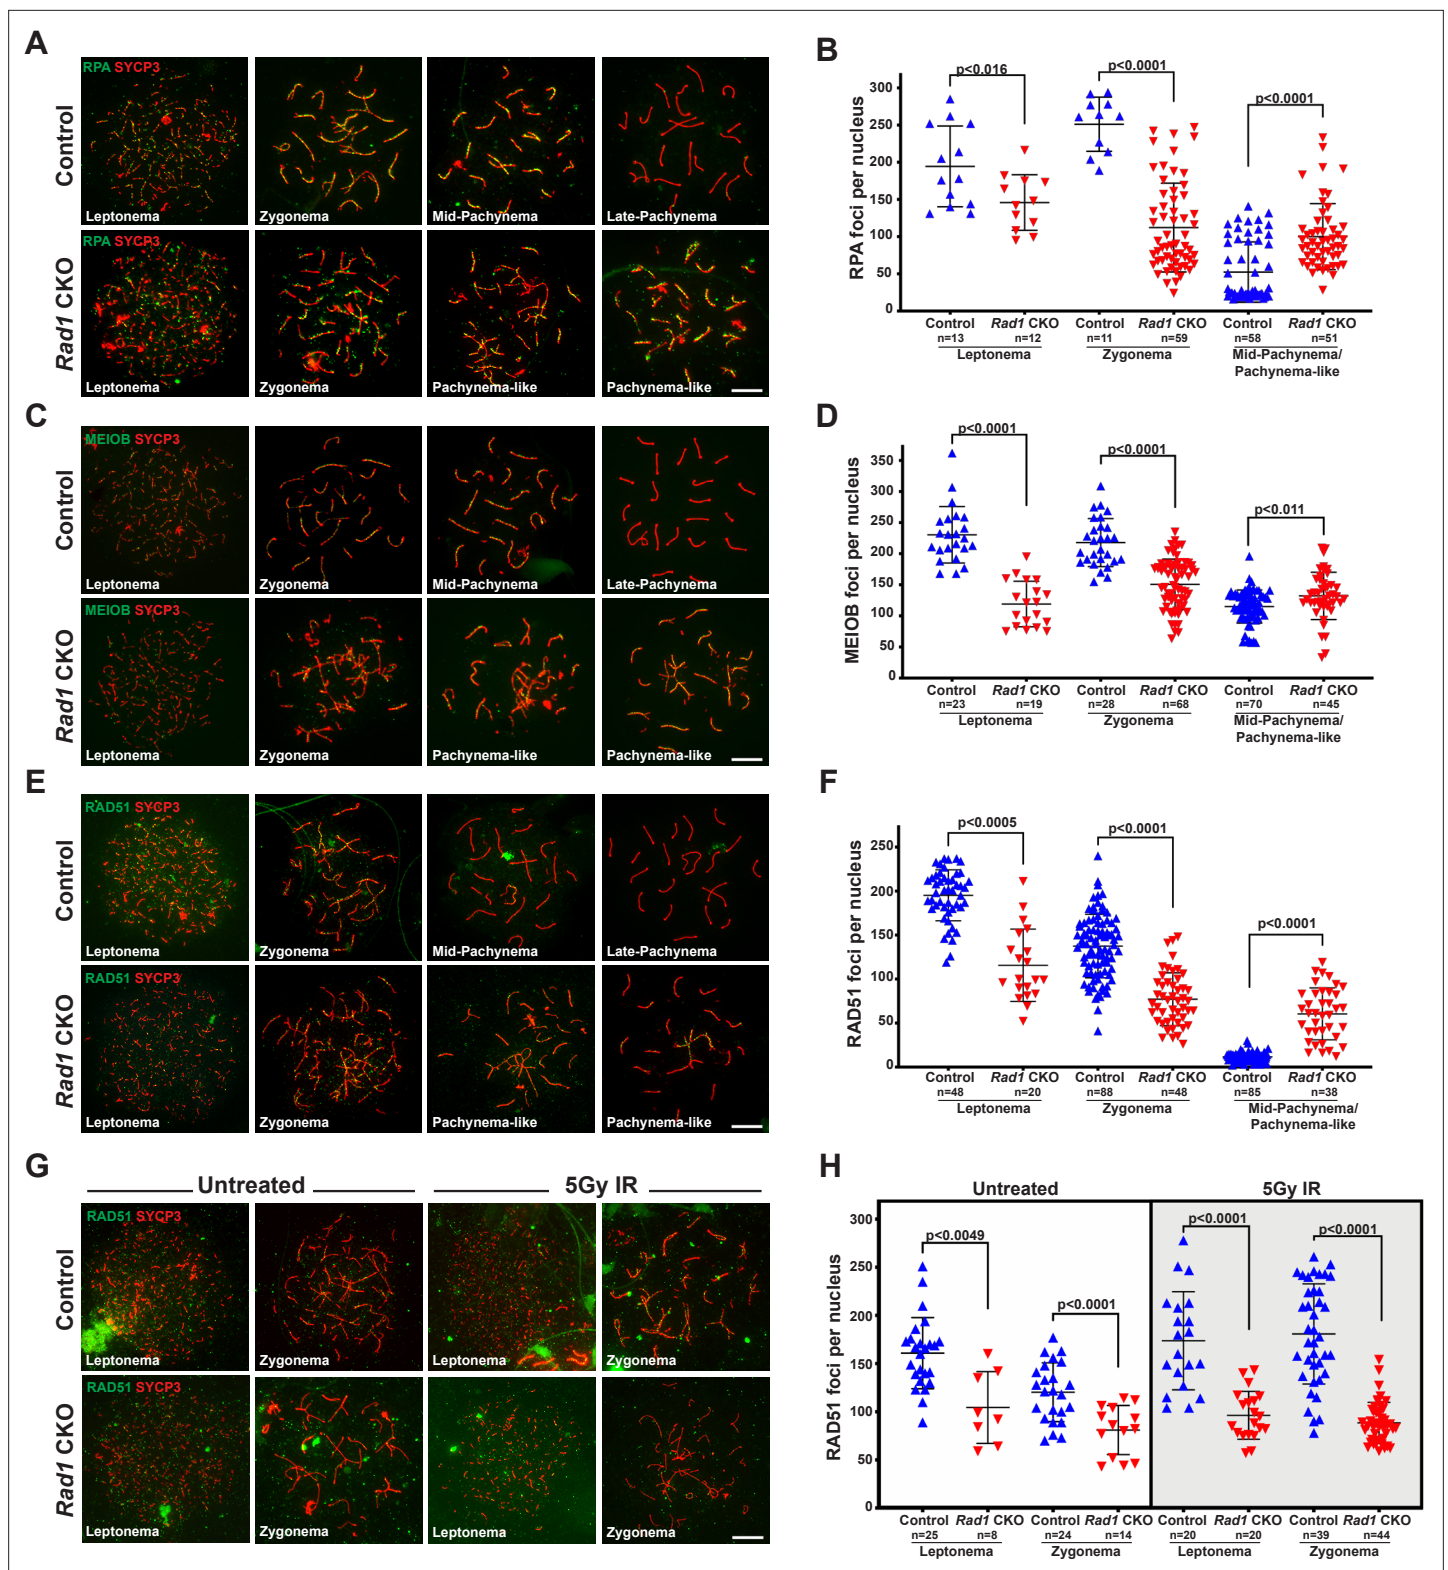 A
Control
RPA SYCP3
Leptonema
Zygonema
Mid-Pachynema
Late-Pachynema
Rad1 CKO
RPA SYCP3
Leptonema
Zygonema
Pachynema-like
Pachynema-like
B
RPA foci per nucleus
300
250
200
150
100
50
0
p<0.016
p<0.0001
p<0.0001
Control Rad1 CKO Control Rad1 CKO Control Rad1 CKO
n=13 n=12 n=11 n=59 n=58 n=51
Leptonema Zygonema Mid-Pachynema/
Pachynema-like
C
Control
MEIOB SYCP3
Leptonema
Zygonema
Mid-Pachynema
Late-Pachynema
Rad1 CKO
MEIOB SYCP3
Leptonema
Zygonema
Pachynema-like
Pachynema-like
D
MEIOB foci per nucleus
350
300
250
200
150
100
50
0
p<0.0001
p<0.0001
p<0.011
Control Rad1 CKO Control Rad1 CKO Control Rad1 CKO
n=23 n=19 n=28 n=68 n=70 n=45
Leptonema Zygonema Mid-Pachynema/
Pachynema-like
E
Control
RAD51 SYCP3
Leptonema
Zygonema
Mid-Pachynema
Late-Pachynema
Rad1 CKO
RAD51 SYCP3
Leptonema
Zygonema
Pachynema-like
Pachynema-like
F
RAD51 foci per nucleus
250
200
150
100
50
0
p<0.0005
p<0.0001
p<0.0001
Control Rad1 CKO Control Rad1 CKO Control Rad1 CKO
n=48 n=20 n=88 n=48 n=85 n=38
Leptonema Zygonema Mid-Pachynema/
Pachynema-like
G
Untreated 5Gy IR
Control
RAD51 SYCP3
Leptonema
Zygonema
Leptonema
Zygonema
Rad1 CKO
RAD51 SYCP3
Leptonema
Zygonema
Leptonema
Zygonema
H
Untreated 5Gy IR
RAD51 foci per nucleus
300
250
200
150
100
50
0
p<0.0049
p<0.0001
p<0.0001
p<0.0001
Control Rad1 CKO Control Rad1 CKO Control Rad1 CKO Control Rad1 CKO
n=25 n=8 n=24 n=14 n=20 n=20 n=39 n=44
Leptonema Zygonema Leptonema Zygonema